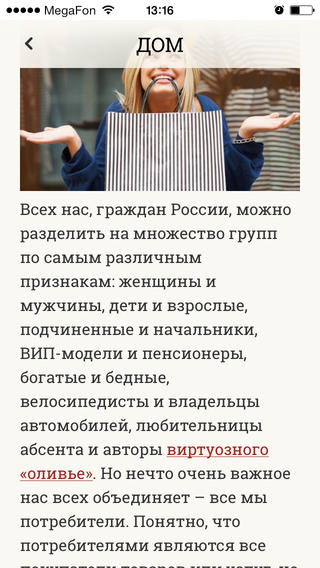 MegaFon 13:16
ДОМ
Всех нас, граждан России, можно
разделить на множество групп
по самым различным
признакам: женщины и
мужчины, дети и взрослые,
подчиненные и начальники,
ВИП-модели и пенсионеры,
богатые и бедные,
велосипедисты и владельцы
автомобилей, любительницы
абсента и авторы виртуозного
«оливье». Но нечто очень важное
нас всех объединяет – все мы
потребители. Понятно, что
потребителями являются все